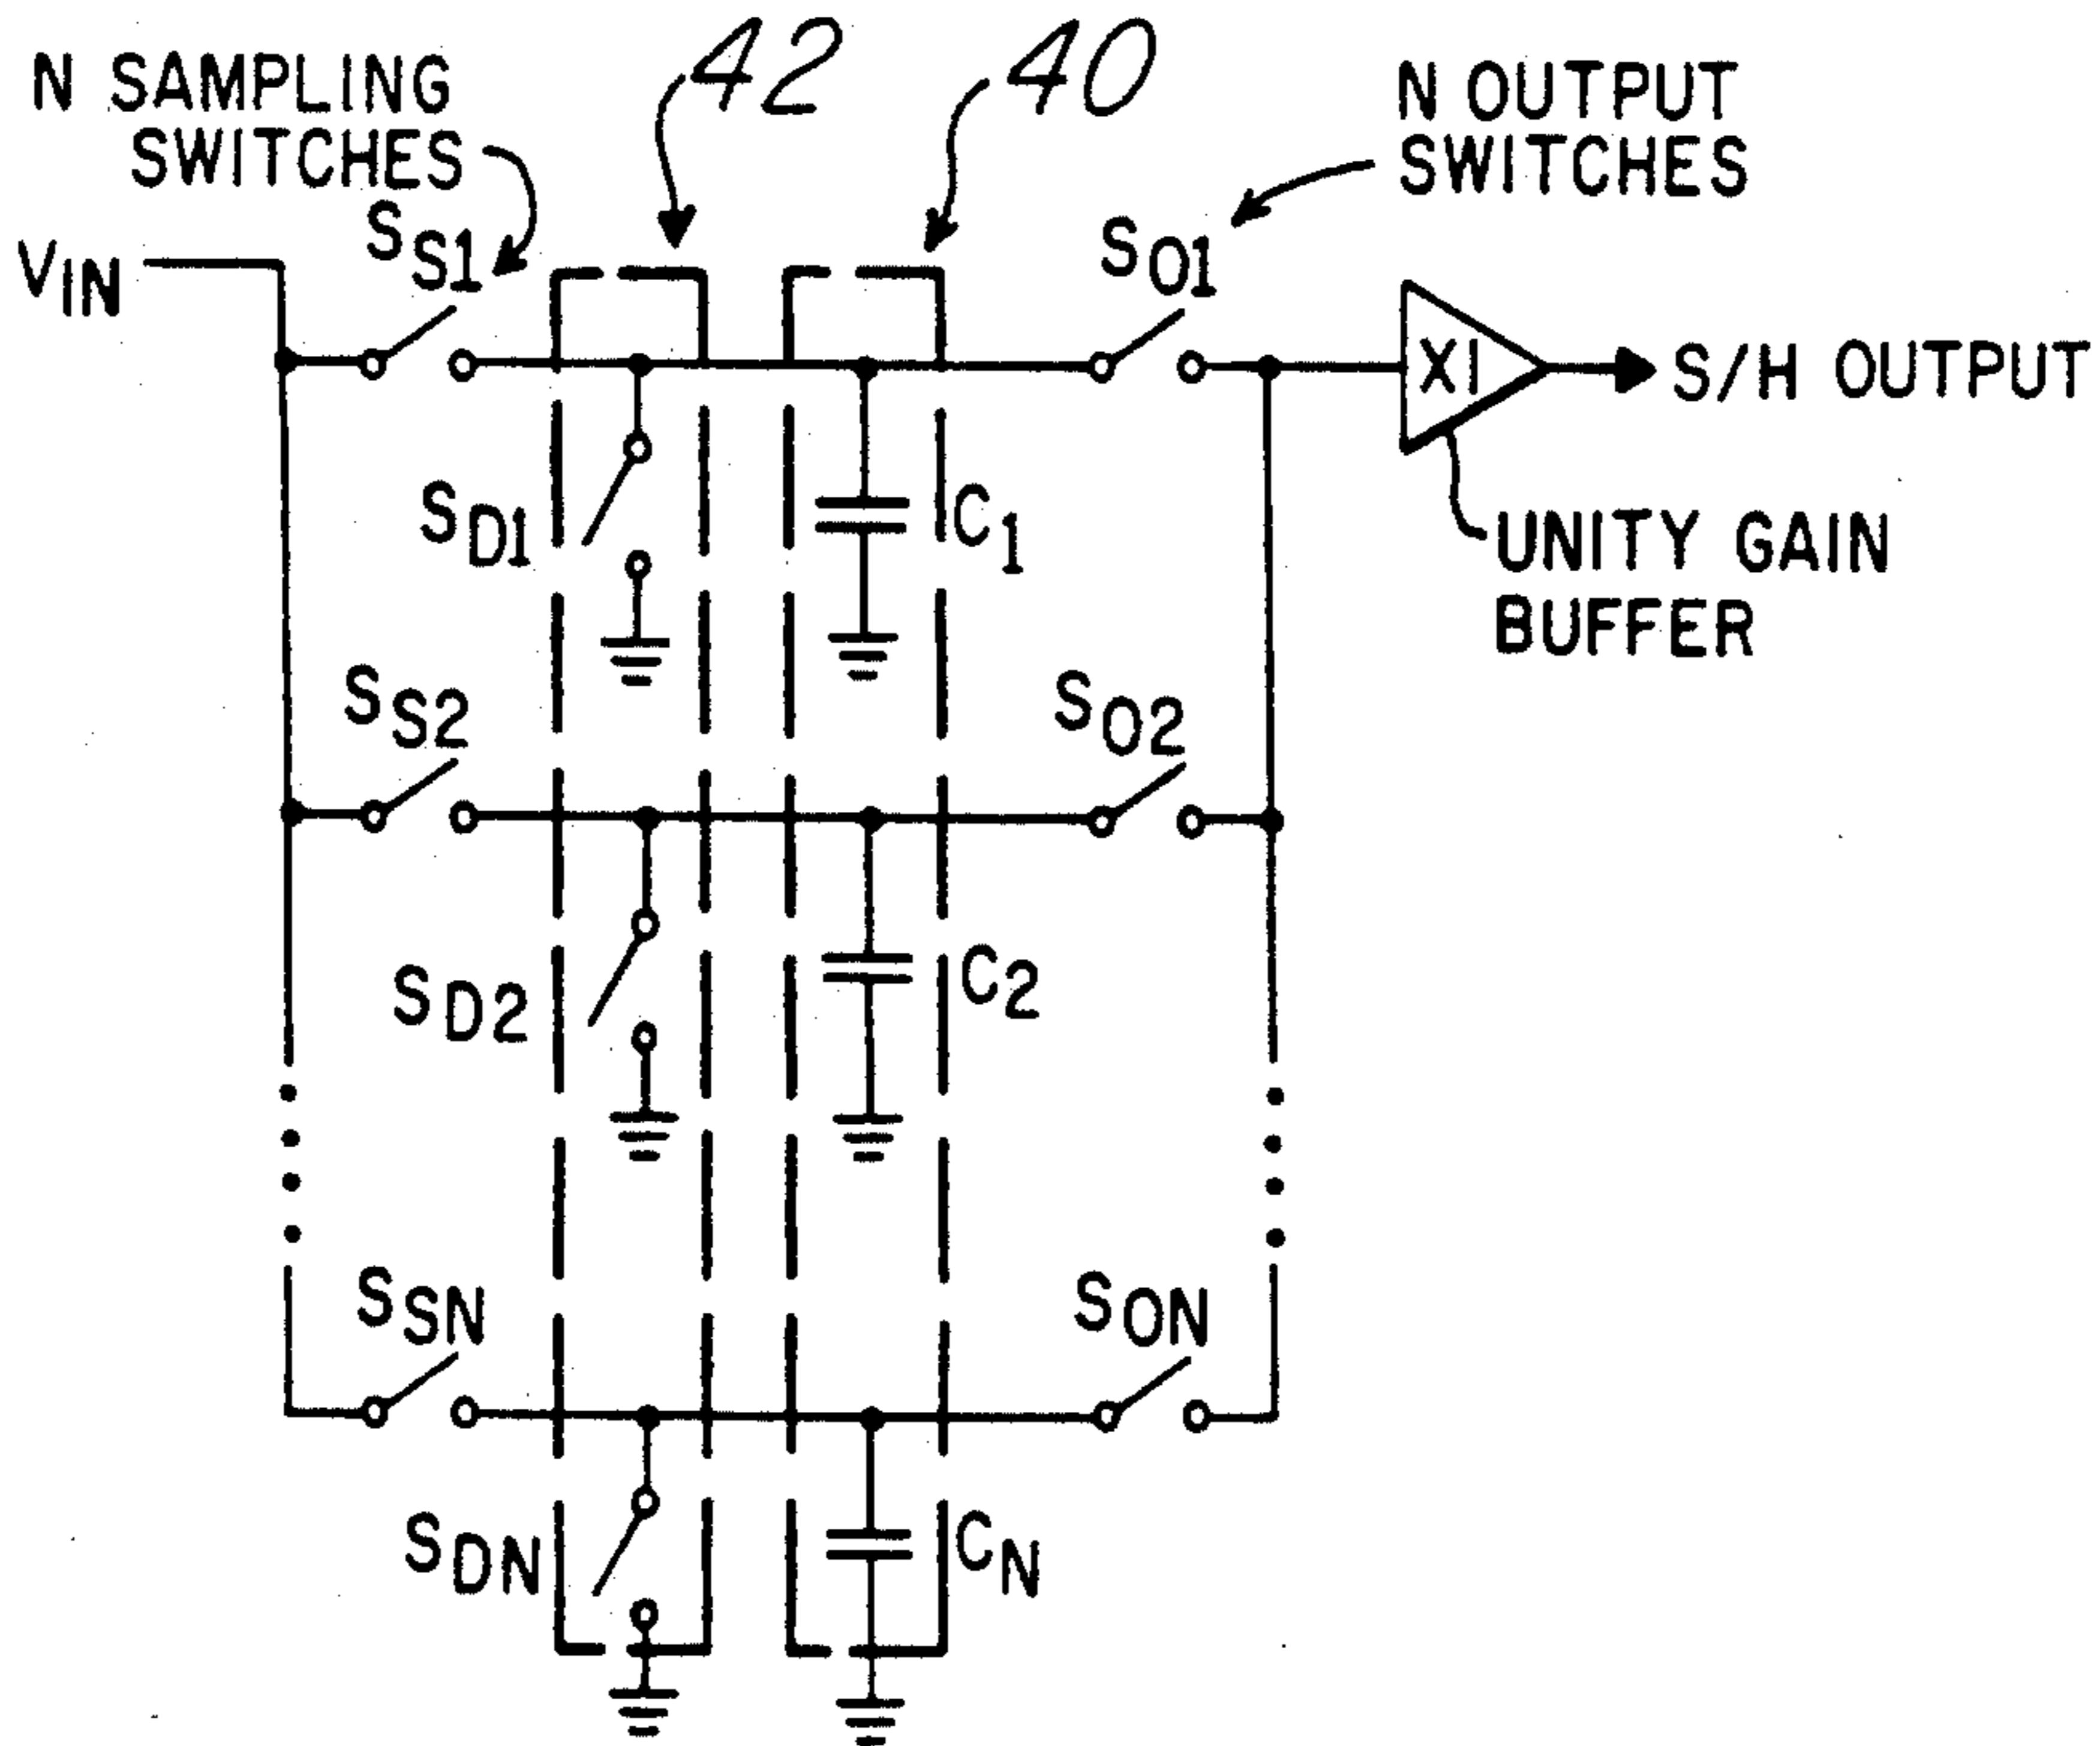 N SAMPLING
SWITCHES
42
40
N OUTPUT
SWITCHES
VIN
SS1
SO1
X1
S/H OUTPUT
SD1
C1
UNITY GAIN
BUFFER
SS2
SO2
SD2
C2
SSN
SON
SDN
CN